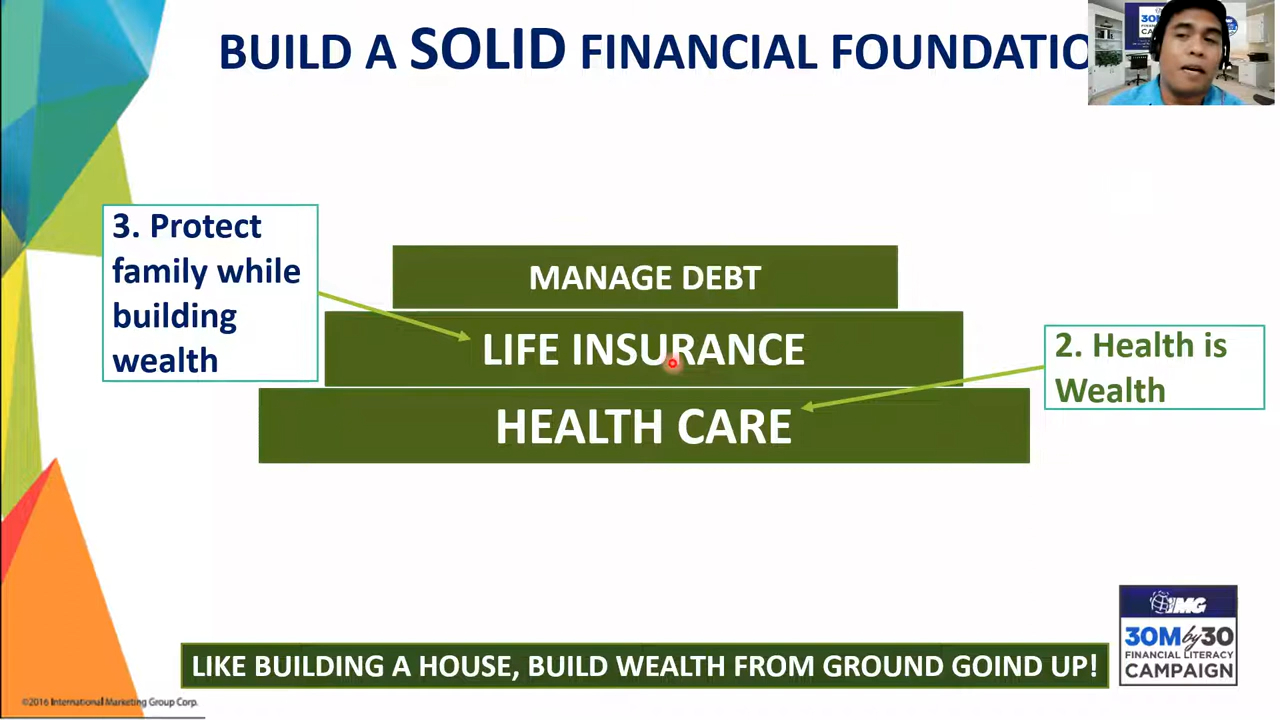 BUILD A SOLID FINANCIAL FOUNDATIO
3. Protect
family while
building
wealth
MANAGE DEBT
LIFE INSURANCE
HEALTH CARE
2. Health is
Wealth
LIKE BUILDING A HOUSE, BUILD WEALTH FROM GROUND GOIND UP!
IMG
30M by 30
FINANCIAL LITERACY
CAMPAIGN
©2016 International Marketing Group Corp.